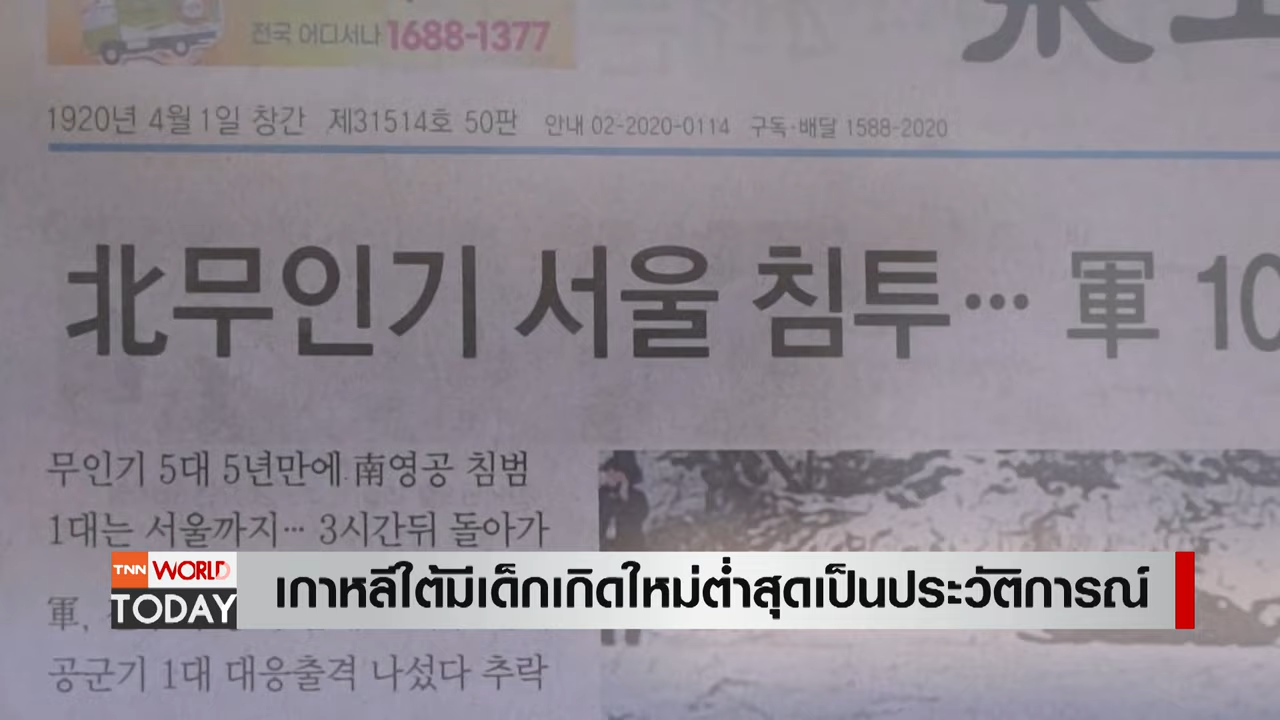 전국 어디서나 1688-1377
1920년 4월 1일 창간 제31514호 50판 안내 02-2020-0114 구독·배달 1588-2020
北무인기 서울 침투… 軍 10
무인기 5대 5년만에 南영공 침범
1대는 서울까지… 3시간뒤 돌아가
軍,
공군기 1대 대응출격 나섰다 추락
TNN WORLD
TODAY
เกาหลีใต้มีเด็กเกิดใหม่ต่ำสุดเป็นประวัติการณ์